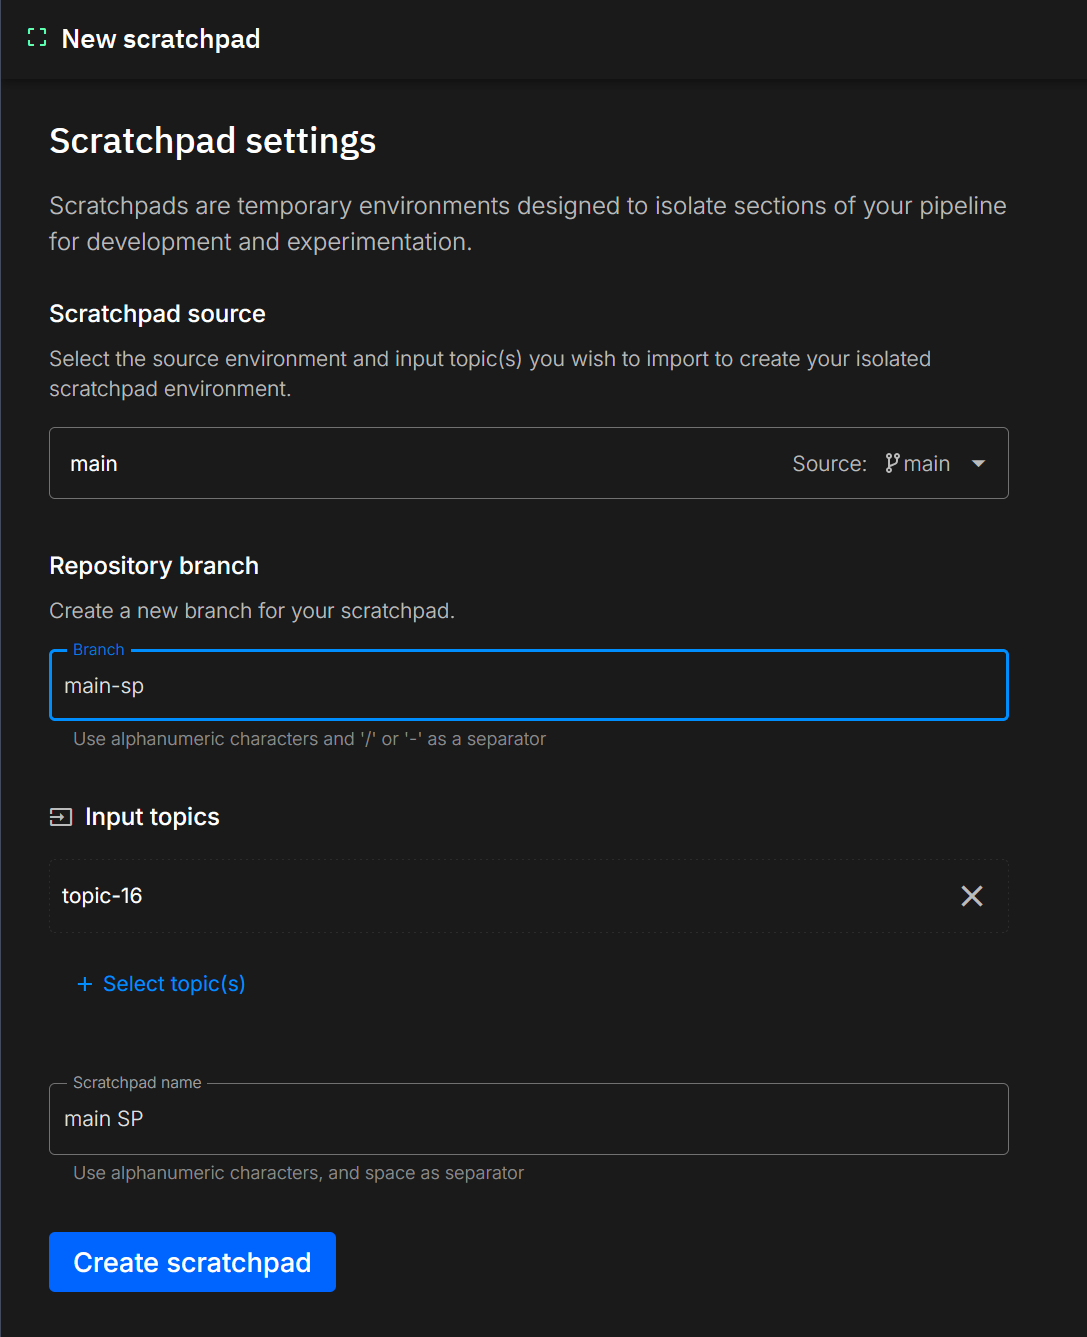 New scratchpad
Scratchpad settings
Scratchpads are temporary environments designed to isolate sections of your pipeline
for development and experimentation.
Scratchpad source
Select the source environment and input topic(s) you wish to import to create your isolated
scratchpad environment.
main Source: main
Repository branch
Create a new branch for your scratchpad.
Branch
main-sp
Use alphanumeric characters and '/' or '-' as a separator
Input topics
topic-16
+ Select topic(s)
Scratchpad name
main SP
Use alphanumeric characters, and space as separator
Create scratchpad